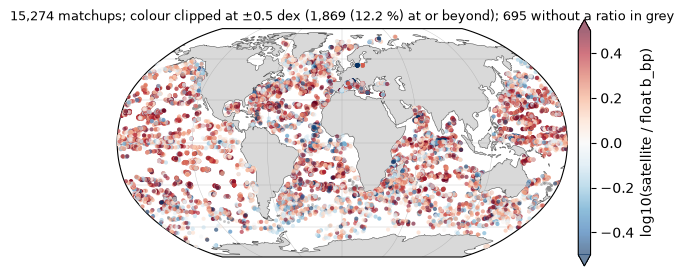 15,274 matchups; colour clipped at ±0.5 dex (1,869 (12.2 %) at or beyond); 695 without a ratio in grey
0.4
0.2
0.0
−0.2
−0.4
log10(satellite / float b_bp)